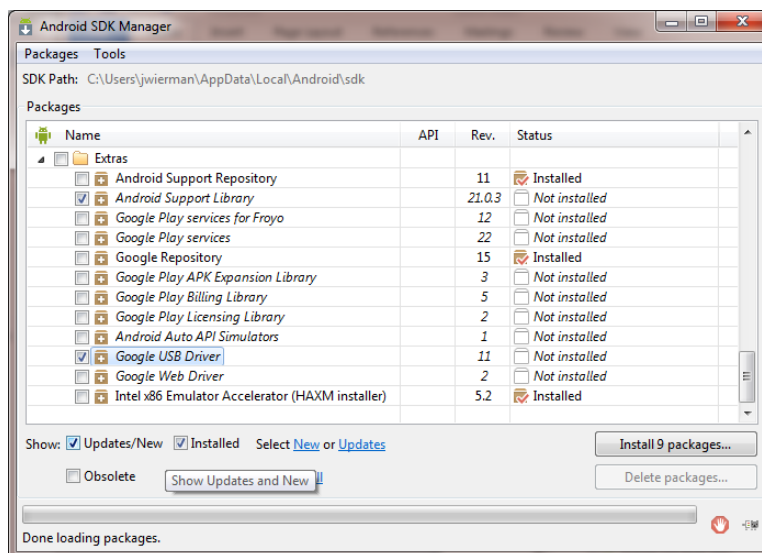 Android SDK Manager
Packages Tools
SDK Path: C:\Users\jwierman\AppData\Local\Android\sdk
Packages
Name API Rev. Status
Extras
Android Support Repository 11 Installed
Android Support Library 21.0.3 Not installed
Google Play services for Froyo 12 Not installed
Google Play services 22 Not installed
Google Repository 15 Installed
Google Play APK Expansion Library 3 Not installed
Google Play Billing Library 5 Not installed
Google Play Licensing Library 2 Not installed
Android Auto API Simulators 1 Not installed
Google USB Driver 11 Not installed
Google Web Driver 2 Not installed
Intel x86 Emulator Accelerator (HAXM installer) 5.2 Installed
Show: Updates/New Installed Select New or Updates Install 9 packages...
Obsolete Show Updates and New Delete packages...
Done loading packages.